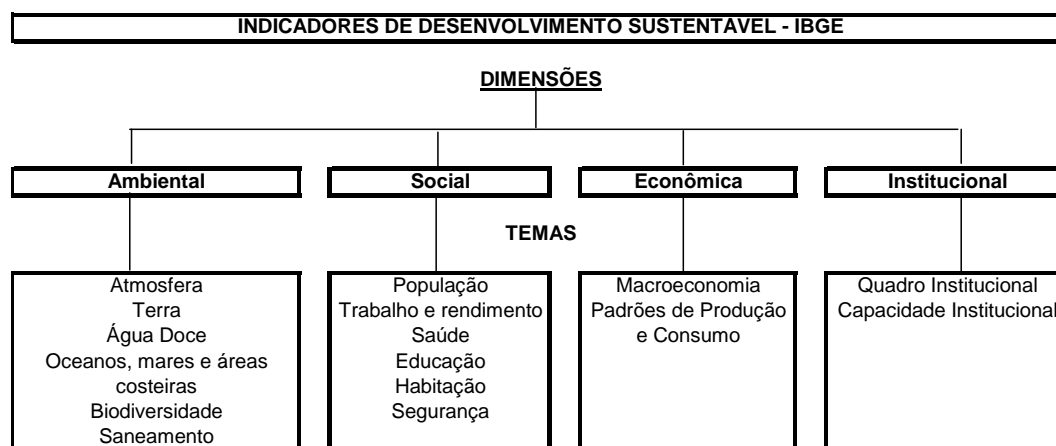 INDICADORES DE DESENVOLVIMENTO SUSTENTAVEL - IBGE
DIMENSÕES
Ambiental
Social
Econômica
Institucional
TEMAS
Atmosfera
Terra
Água Doce
Oceanos, mares e áreas
costeiras
Biodiversidade
Saneamento
População
Trabalho e rendimento
Saúde
Educação
Habitação
Segurança
Macroeconomia
Padrões de Produção
e Consumo
Quadro Institucional
Capacidade Institucional